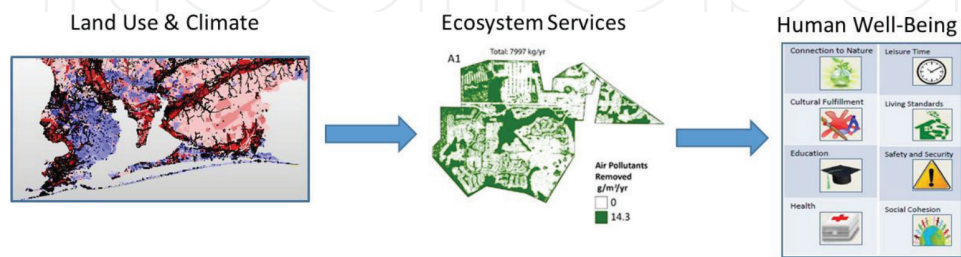 Land Use & Climate
Ecosystem Services
Human Well-Being
Total: 7997 kg/yr
A1
Air Pollutants
Removed
g/m²/yr
0
14.3
Connection to Nature
Leisure Time
Cultural Fulfillment
Living Standards
Education
Safety and Security
Health
Social Cohesion